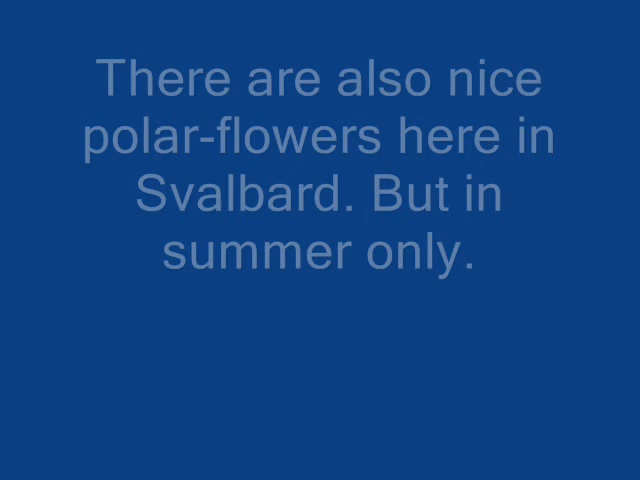 There are also nice
polar-flowers here in
Svalbard. But in
summer only.